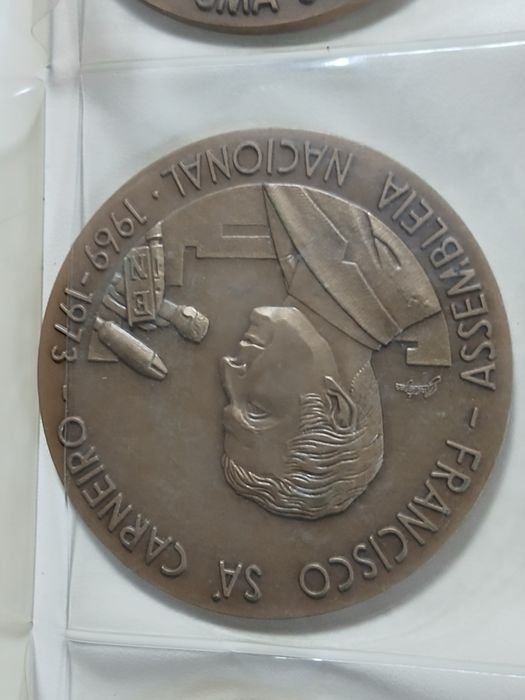 FRANCISCO SÁ CARNEIRO - 1969-1973 . ASSEMBLEIA NACIONAL -